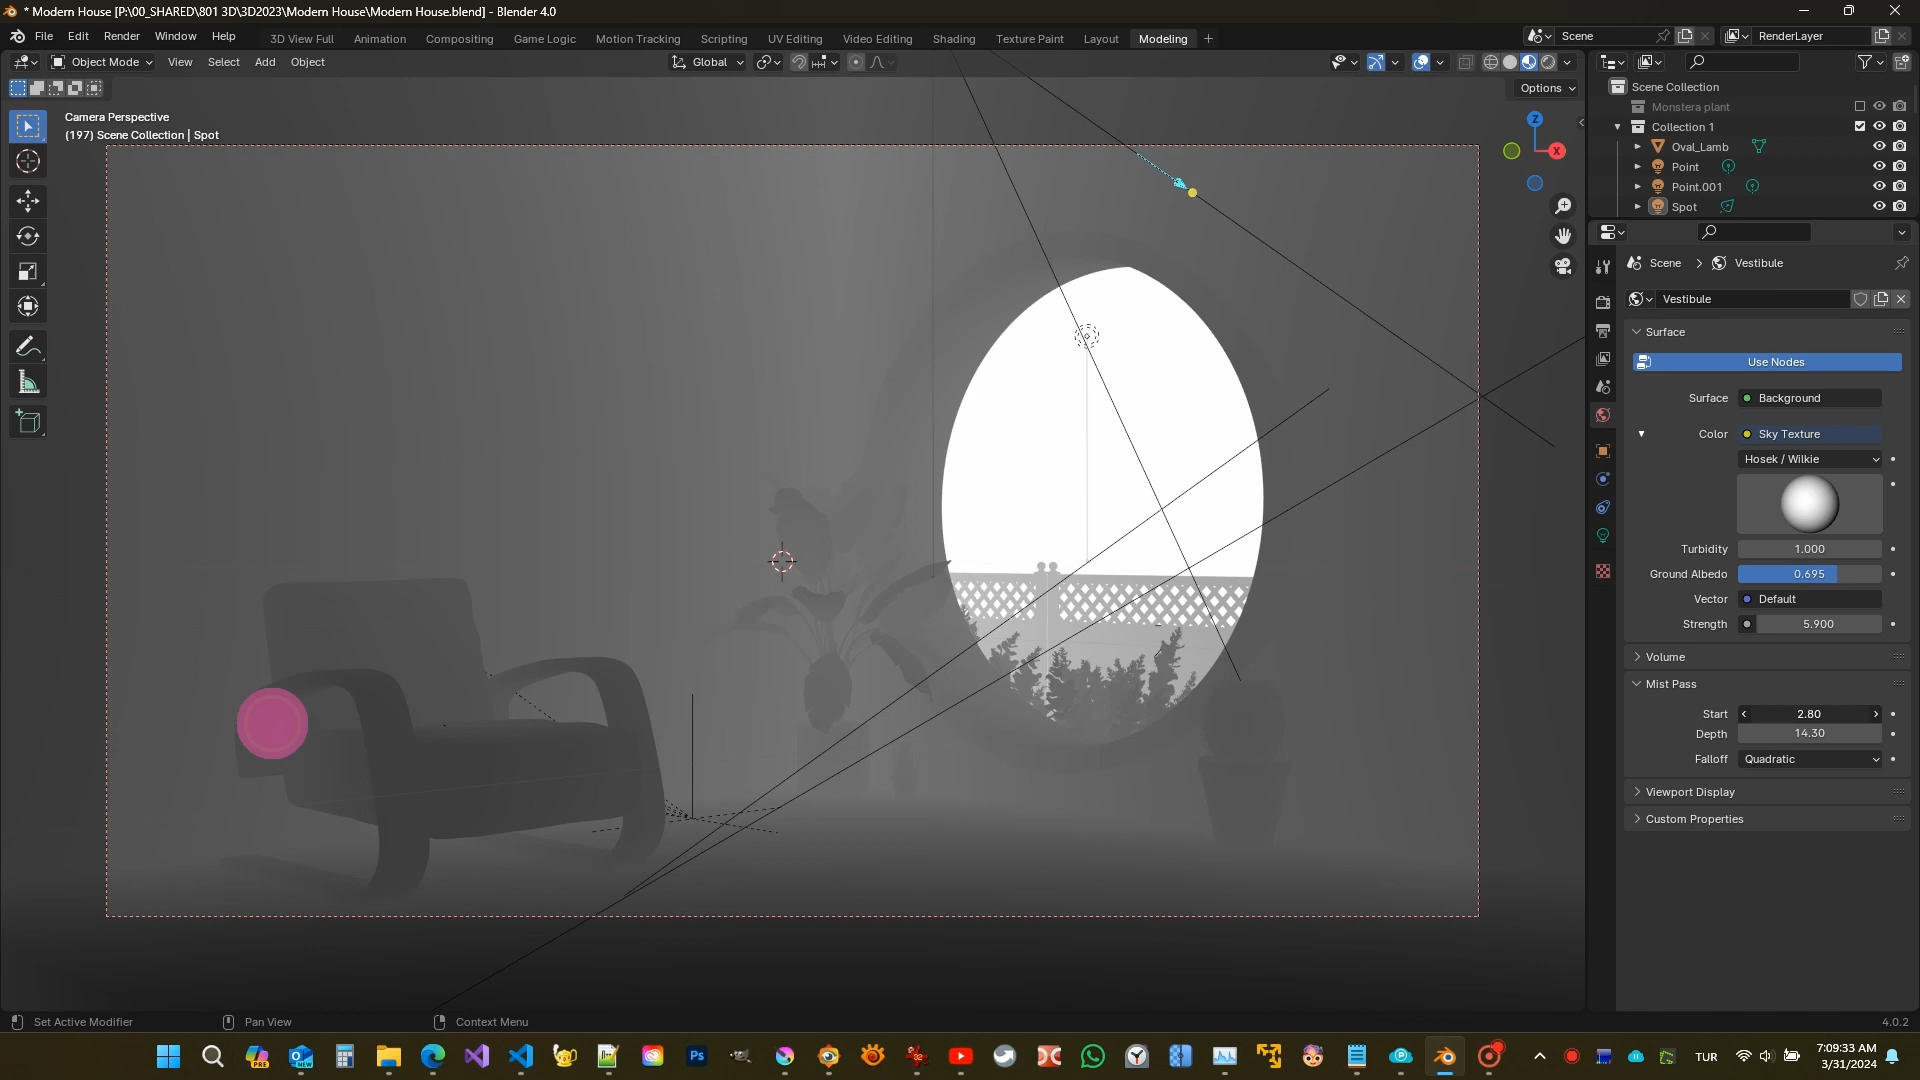 * Modern House [P:\00_SHARED\801 3D\3D2023\Modern House\Modern House.blend] - Blender 4.0
File Edit Render Window Help
3D View Full Animation Compositing Game Logic Motion Tracking Scripting UV Editing Video Editing Shading Texture Paint Layout Modeling +
Scene
RenderLayer
Object Mode View Select Add Object
Global
Options
Camera Perspective
(197) Scene Collection | Spot
Z
X
Scene Collection
Monstera plant
Collection 1
Oval_Lamb
Point
Point.001
Spot
Scene > Vestibule
Vestibule
Surface
Use Nodes
Surface Background
Color Sky Texture
Hosek / Wilkie
Turbidity 1.000
Ground Albedo 0.695
Vector Default
Strength 5.900
Volume
Mist Pass
Start 2.80
Depth 14.30
Falloff Quadratic
Viewport Display
Custom Properties
Set Active Modifier Pan View Context Menu 4.0.2
PRE
NEW
Ps
TUR
7:09:33 AM
3/31/2024